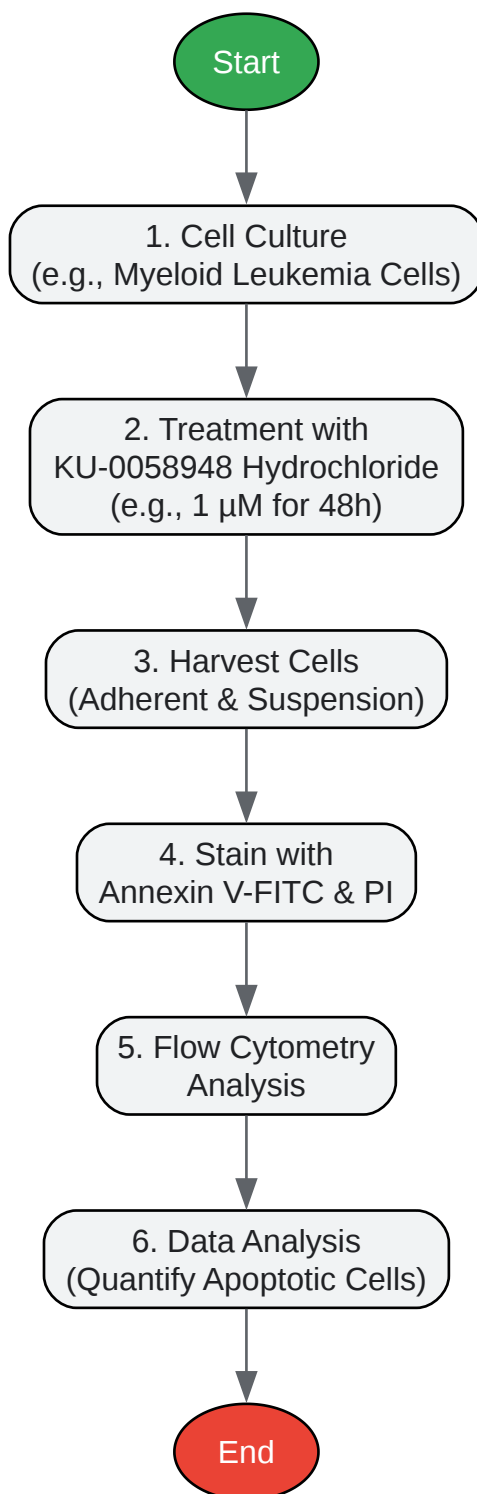 Start
1. Cell Culture
(e.g., Myeloid Leukemia Cells)
2. Treatment with
KU-0058948 Hydrochloride
(e.g., 1 µM for 48h)
3. Harvest Cells
(Adherent & Suspension)
4. Stain with
Annexin V-FITC & PI
5. Flow Cytometry
Analysis
6. Data Analysis
(Quantify Apoptotic Cells)
End